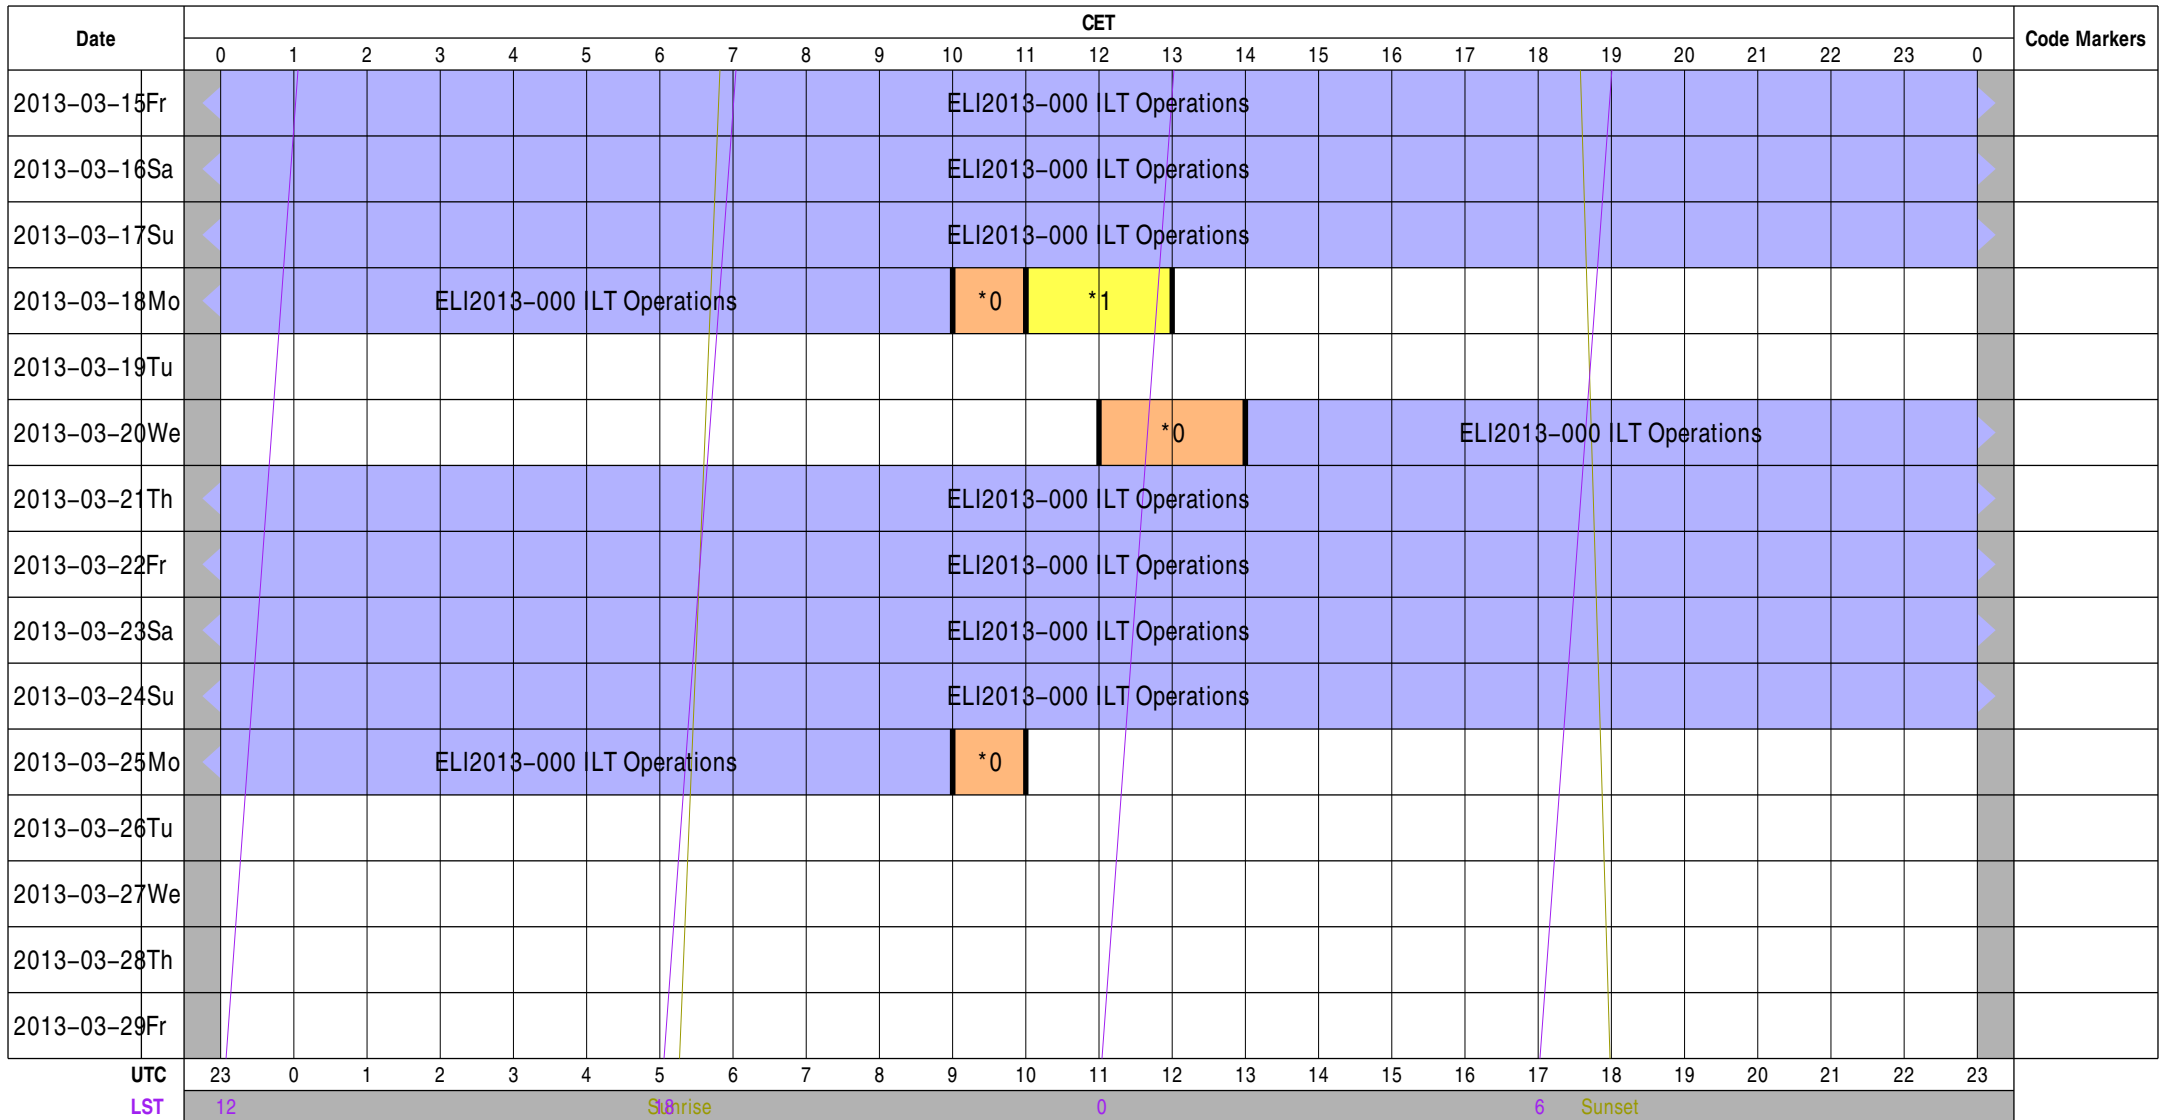 Date CET Code Markers
0 1 2 3 4 5 6 7 8 9 10 11 12 13 14 15 16 17 18 19 20 21 22 23 0
2013-03-15Fr ELI2013-000 ILT Operations
2013-03-16Sa ELI2013-000 ILT Operations
2013-03-17Su ELI2013-000 ILT Operations
2013-03-18Mo ELI2013-000 ILT Operations *0 *1
2013-03-19Tu
2013-03-20We *0 ELI2013-000 ILT Operations
2013-03-21Th ELI2013-000 ILT Operations
2013-03-22Fr ELI2013-000 ILT Operations
2013-03-23Sa ELI2013-000 ILT Operations
2013-03-24Su ELI2013-000 ILT Operations
2013-03-25Mo ELI2013-000 ILT Operations *0
2013-03-26Tu
2013-03-27We
2013-03-28Th
2013-03-29Fr
UTC 23 0 1 2 3 4 5 6 7 8 9 10 11 12 13 14 15 16 17 18 19 20 21 22 23
LST 12 Sunrise 18 0 6 Sunset